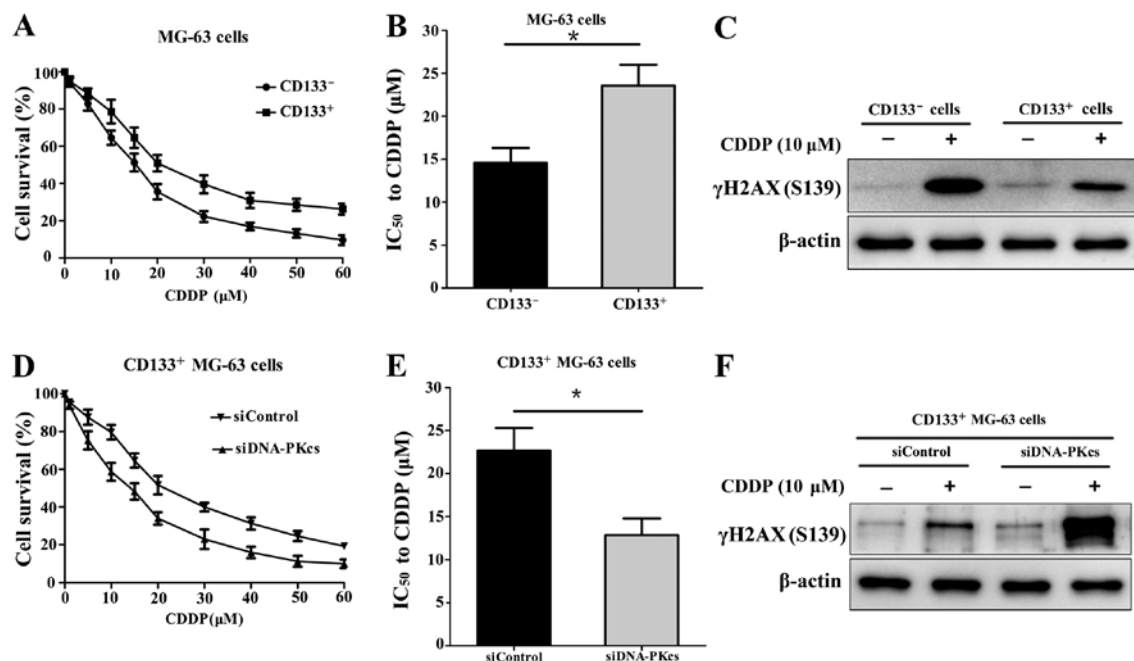 A
MG-63 cells
100
80
60
40
20
0
Cell survival (%)
CD133⁻
CD133⁺
0 10 20 30 40 50 60
CDDP (μM)
B
MG-63 cells
*
30
25
20
15
10
5
0
IC₅₀ to CDDP (μM)
CD133⁻ CD133⁺
C
CD133⁻ cells CD133⁺ cells
CDDP (10 μM) – + – +
γH2AX (S139)
β-actin
D
CD133⁺ MG-63 cells
100
80
60
40
20
0
Cell survival (%)
siControl
siDNA-PKcs
0 10 20 30 40 50 60
CDDP(μM)
E
CD133⁺ MG-63 cells
*
30
25
20
15
10
5
0
IC₅₀ to CDDP (μM)
siControl siDNA-PKcs
F
CD133⁺ MG-63 cells
siControl siDNA-PKcs
CDDP (10 μM) – + – +
γH2AX (S139)
β-actin